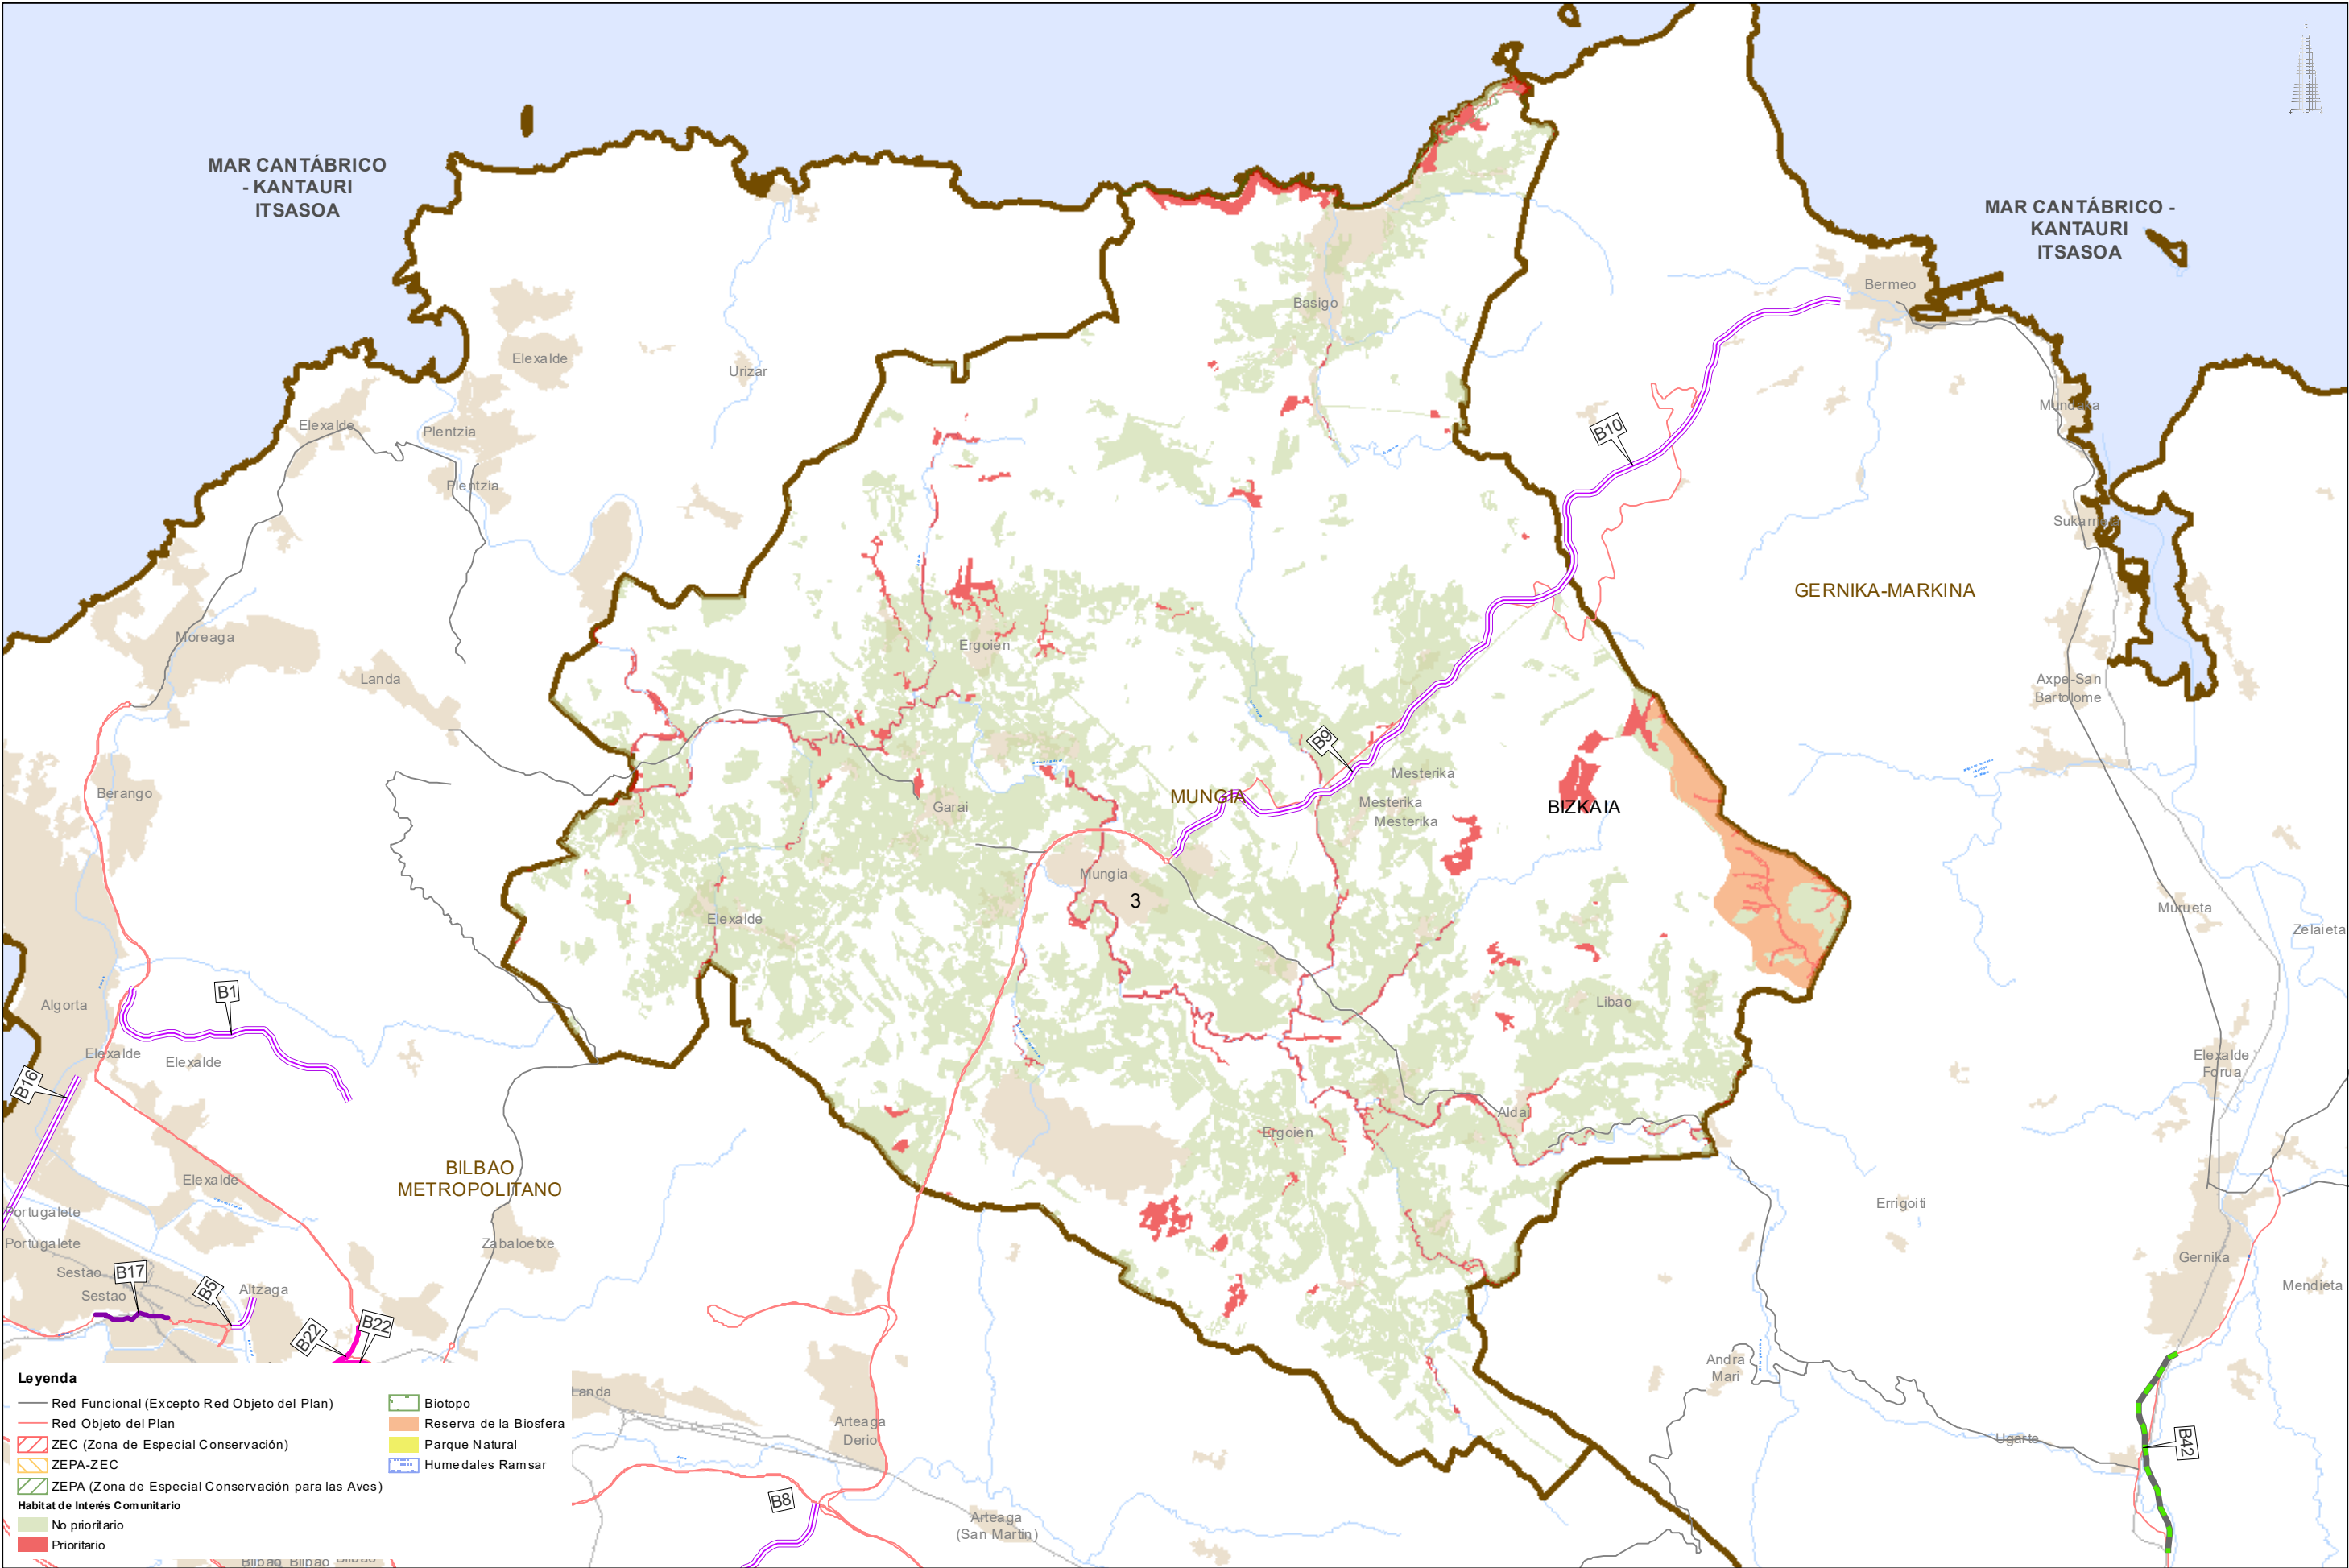 MAR CANTÁBRICO
- KANTAURI
ITSASOA
MAR CANTÁBRICO -
KANTAURI
ITSASOA
Bermeo
Basigo
Elexalde
Urizar
Elexalde
Plentzia
Plentzia
Mundaka
B10
Sukarrieta
GERNIKA-MARKINA
Moreaga
Ergoien
Landa
Axpe-San
Bartolome
B9
Mesterika
Berango
MUNGIA
Garai
Mesterika
BIZKAIA
Mesterika
Mungia
3
Elexalde
Murueta
Zelaieta
B1
Algorta
Libao
Elexalde
Elexalde
Elexalde
Forua
B16
Aldai
Ergoien
BILBAO
METROPOLITANO
Elexalde
Errigoiti
Portugalete
Portugalete
Zabaloetxe
Gernika
Sestao
B17
B5
Altzaga
Mendieta
Sestao
B22
B22
Andra
Mari
Landa
Arteaga
Derio
Ugarte
B42
B8
Arteaga
(San Martin)
Leyenda
Red Funcional (Excepto Red Objeto del Plan)
Red Objeto del Plan
ZEC (Zona de Especial Conservación)
ZEPA-ZEC
ZEPA (Zona de Especial Conservación para las Aves)
Habitat de Interés Comunitario
No prioritario
Prioritario
Biotopo
Reserva de la Biosfera
Parque Natural
Humedales Ramsar
Bilbao Bilbao Bilbao